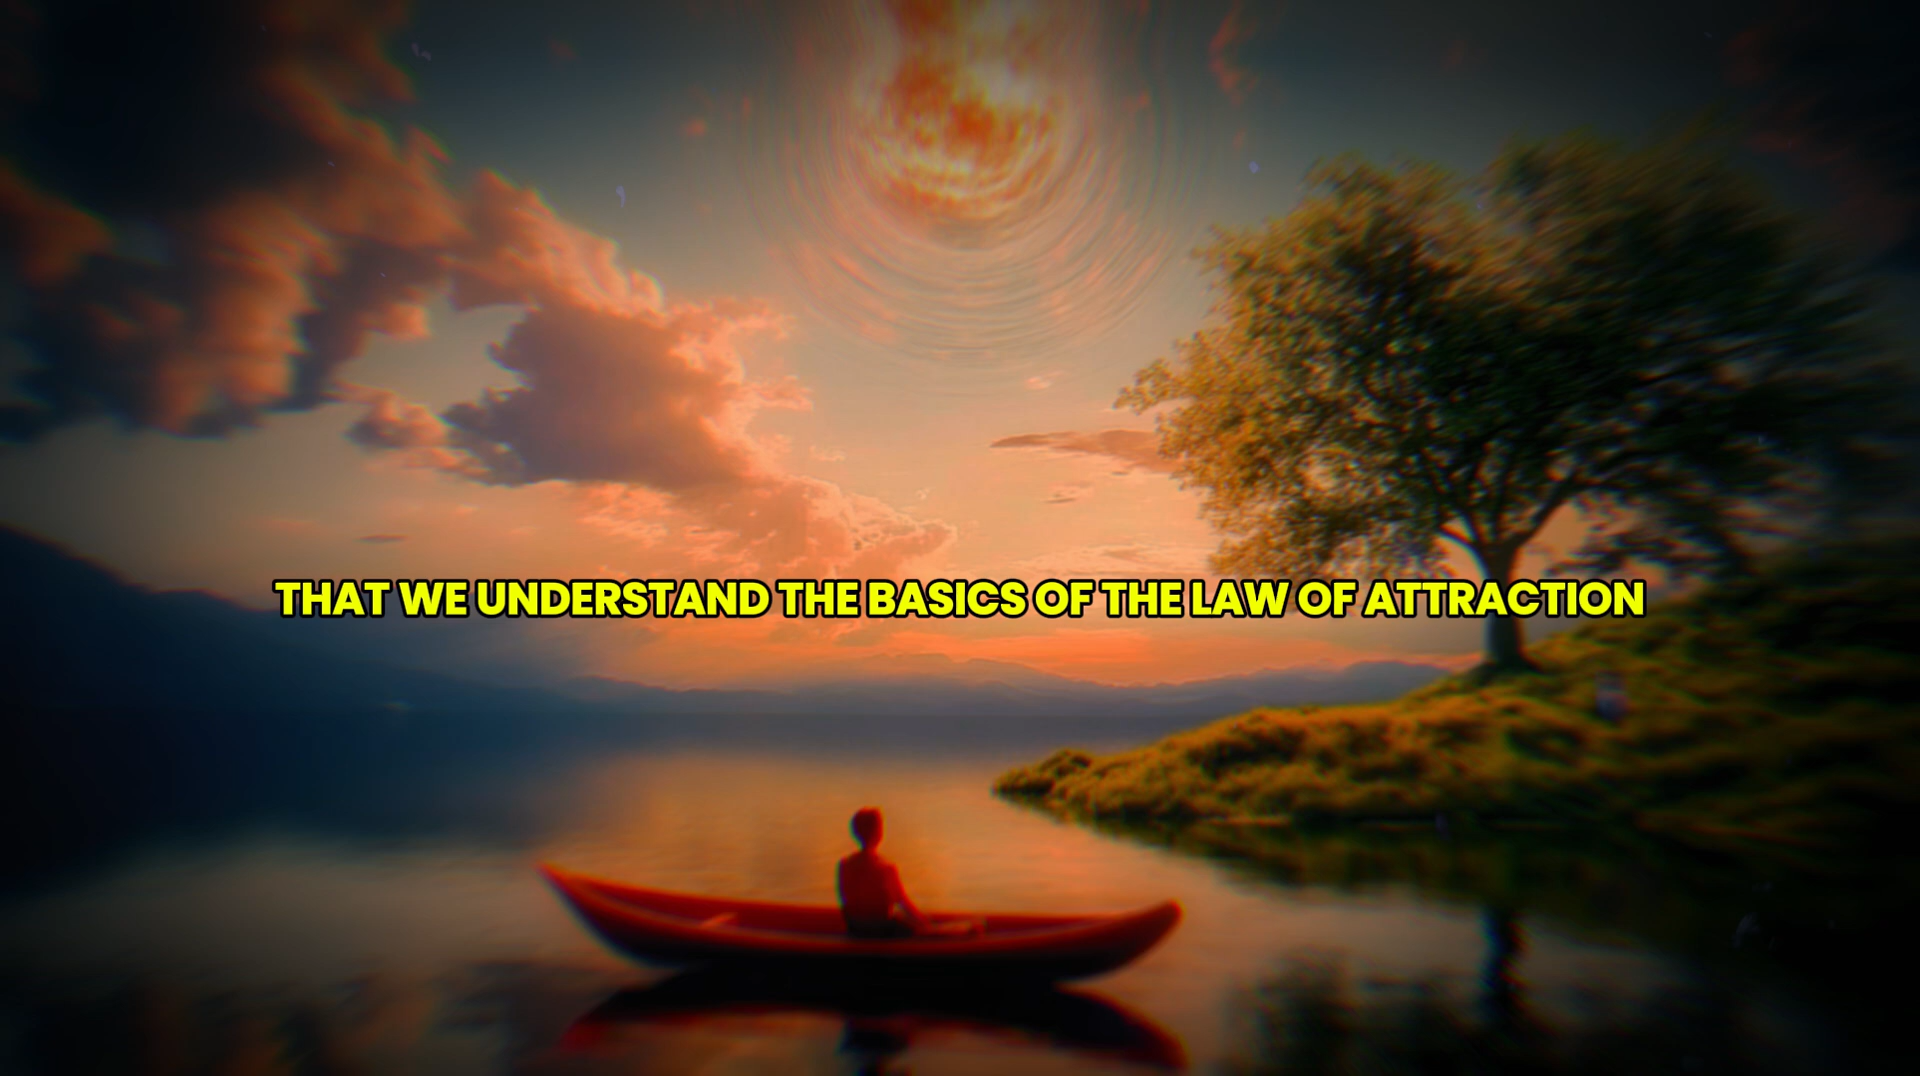 THAT WE UNDERSTAND THE BASICS OF THE LAW OF ATTRACTION